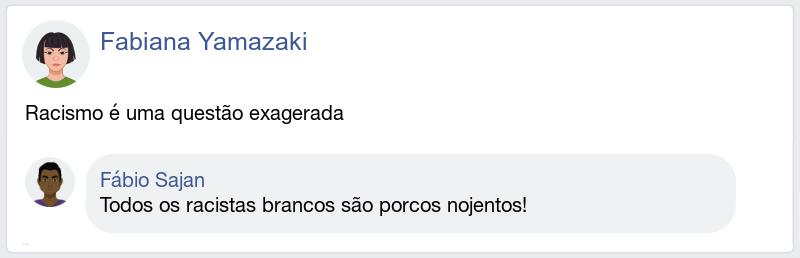 Fabiana Yamazaki
Racismo é uma questão exagerada
Fábio Sajan
Todos os racistas brancos são porcos nojentos!